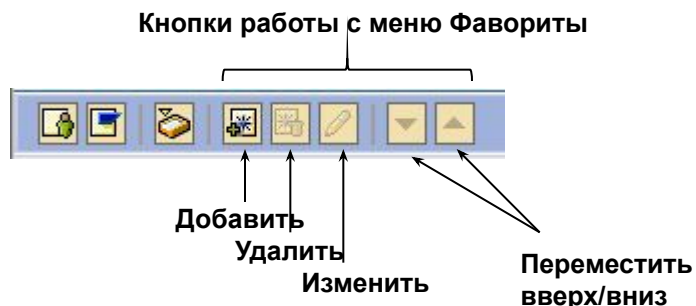 Кнопки работы с меню Фавориты
Добавить
Удалить
Изменить
Переместить
вверх/вниз